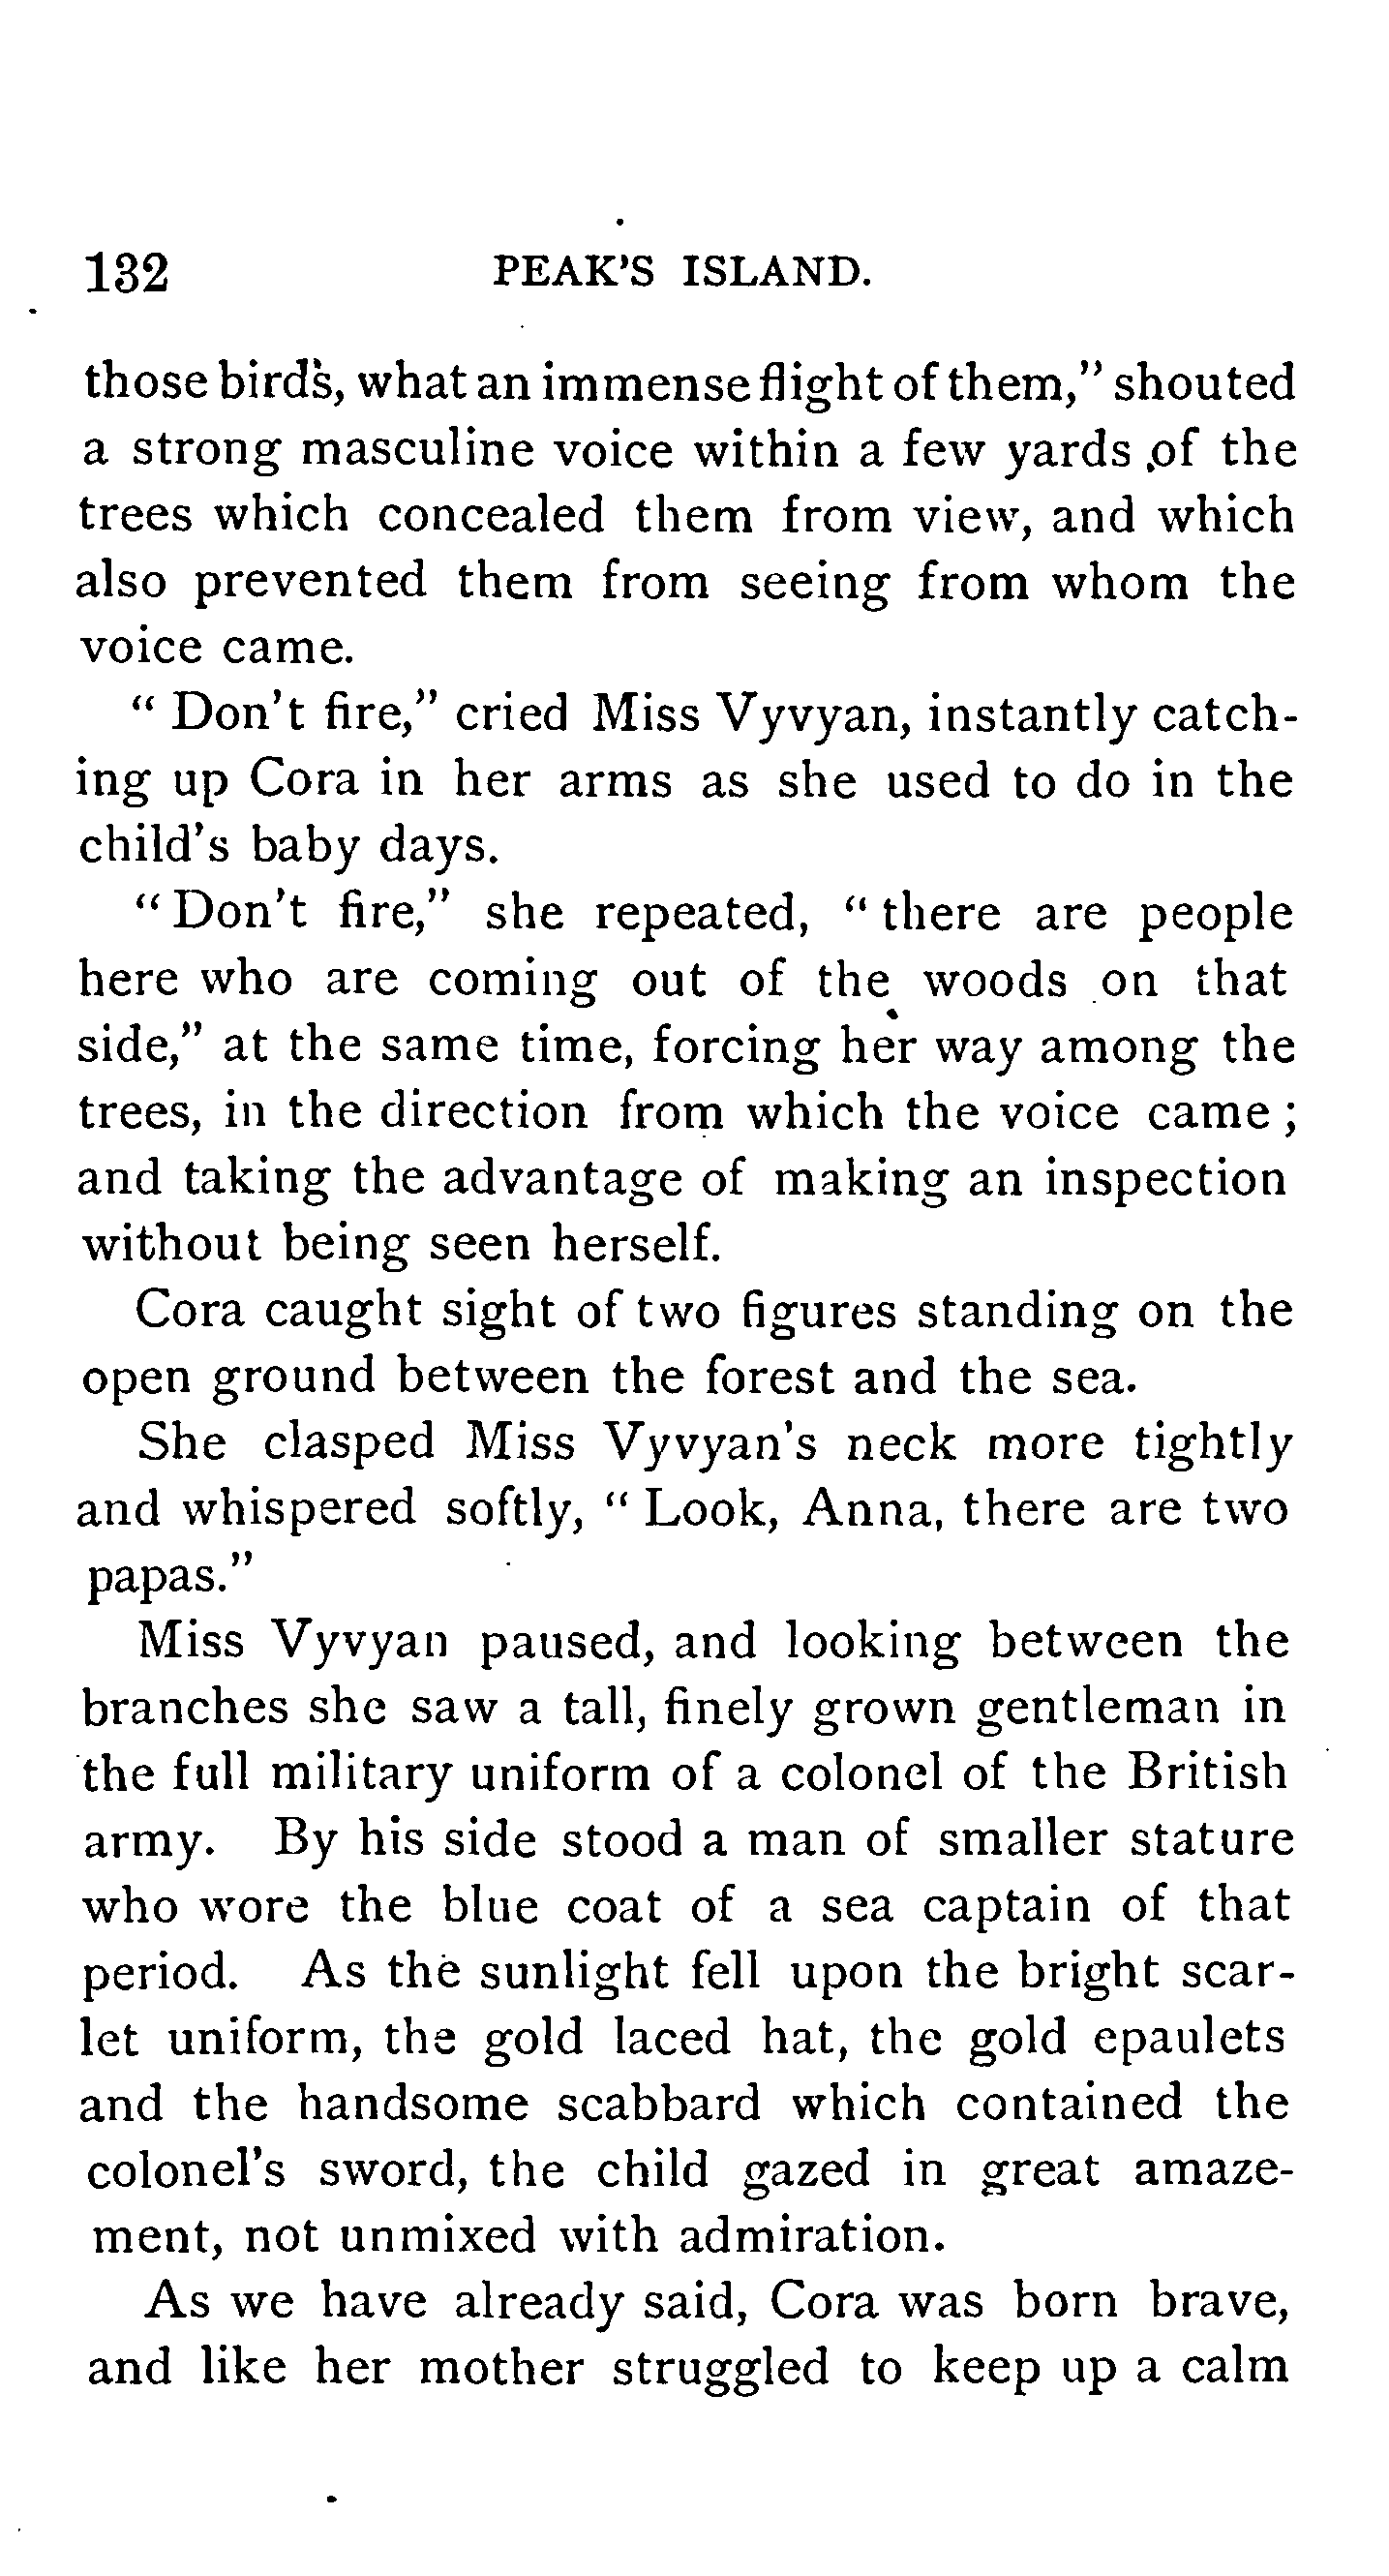 132 PEAK'S ISLAND.
those birds, what an immense flight of them," shouted
a strong masculine voice within a few yards of the
trees which concealed them from view, and which
also prevented them from seeing from whom the
voice came.
" Don't fire," cried Miss Vyvyan, instantly catch-
ing up Cora in her arms as she used to do in the
child's baby days.
" Don't fire," she repeated, " there are people
here who are coming out of the woods on that
side," at the same time, forcing her way among the
trees, in the direction from which the voice came ;
and taking the advantage of making an inspection
without being seen herself.
Cora caught sight of two figures standing on the
open ground between the forest and the sea.
She clasped Miss Vyvyan's neck more tightly
and whispered softly, " Look, Anna, there are two
papas."
Miss Vyvyan paused, and looking between the
branches she saw a tall, finely grown gentleman in
the full military uniform of a colonel of the British
army. By his side stood a man of smaller stature
who wore the blue coat of a sea captain of that
period. As the sunlight fell upon the bright scar-
let uniform, the gold laced hat, the gold epaulets
and the handsome scabbard which contained the
colonel's sword, the child gazed in great amaze-
ment, not unmixed with admiration.
As we have already said, Cora was born brave,
and like her mother struggled to keep up a calm